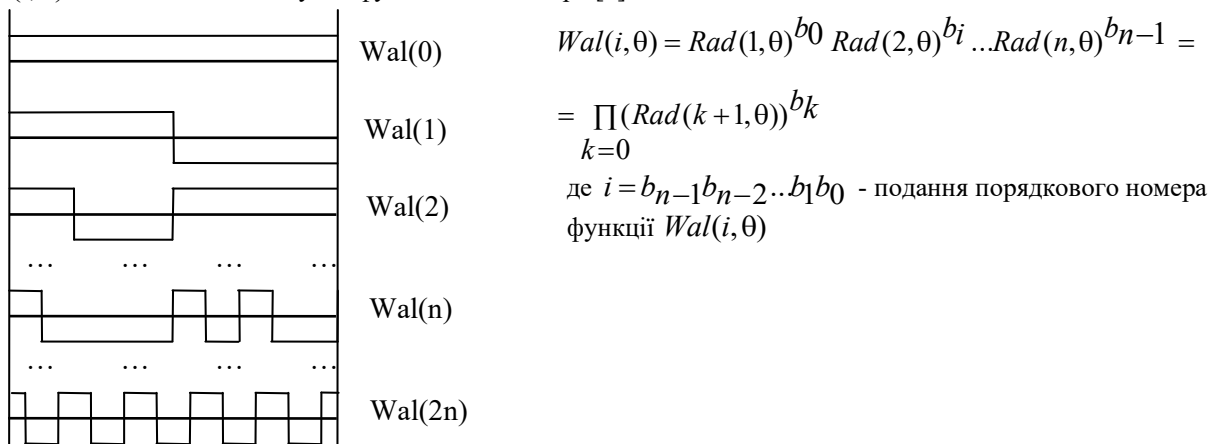 Wal(0)
Wal(1)
Wal(2)
… … … …
Wal(n)
… … … …
Wal(2n)
Wal(i,θ) = Rad(1,θ)^b0 Rad(2,θ)^bi ...Rad(n,θ)^bn−1 =
= ∏(Rad(k+1,θ))^bk
k=0
де i = bn−1bn−2...b1b0 - подання порядкового номера
функції Wal(i,θ)